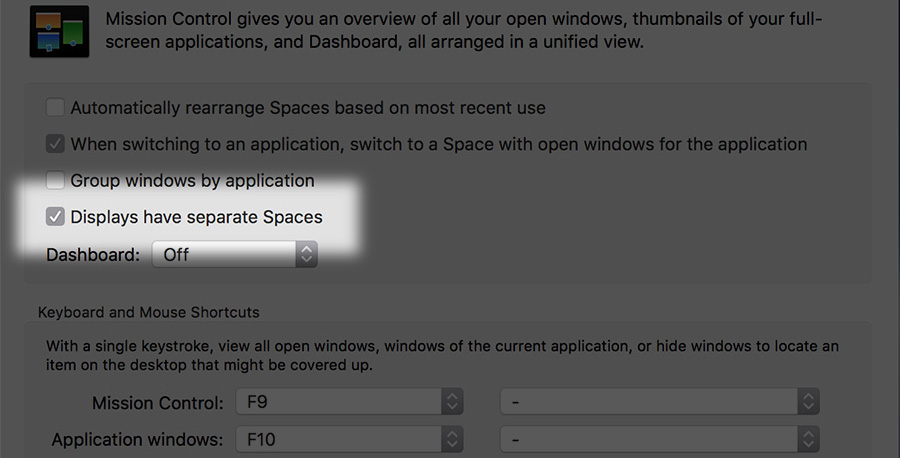 Mission Control gives you an overview of all your open windows, thumbnails of your full-
screen applications, and Dashboard, all arranged in a unified view.
Automatically rearrange Spaces based on most recent use
When switching to an application, switch to a Space with open windows for the application
Group windows by application
Displays have separate Spaces
Dashboard: Off
Keyboard and Mouse Shortcuts
With a single keystroke, view all open windows, windows of the current application, or hide windows to locate an
item on the desktop that might be covered up.
Mission Control: F9 -
Application windows: F10 -